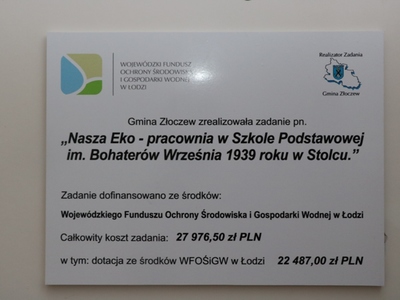 WOJEWÓDZKI FUNDUSZ
OCHRONY ŚRODOWISKA
I GOSPODARKI WODNEJ
W ŁODZI
Realizator Zadania
Gmina Złoczew
Gmina Złoczew zrealizowała zadanie pn.
„Nasza Eko - pracownia w Szkole Podstawowej
im. Bohaterów Września 1939 roku w Stolcu.”
Zadanie dofinansowano ze środków:
Wojewódzkiego Funduszu Ochrony Środowiska i Gospodarki Wodnej w Łodzi
Całkowity koszt zadania: 27 976,50 zł PLN
w tym: dotacja ze środków WFOŚiGW w Łodzi 22 487,00 zł PLN